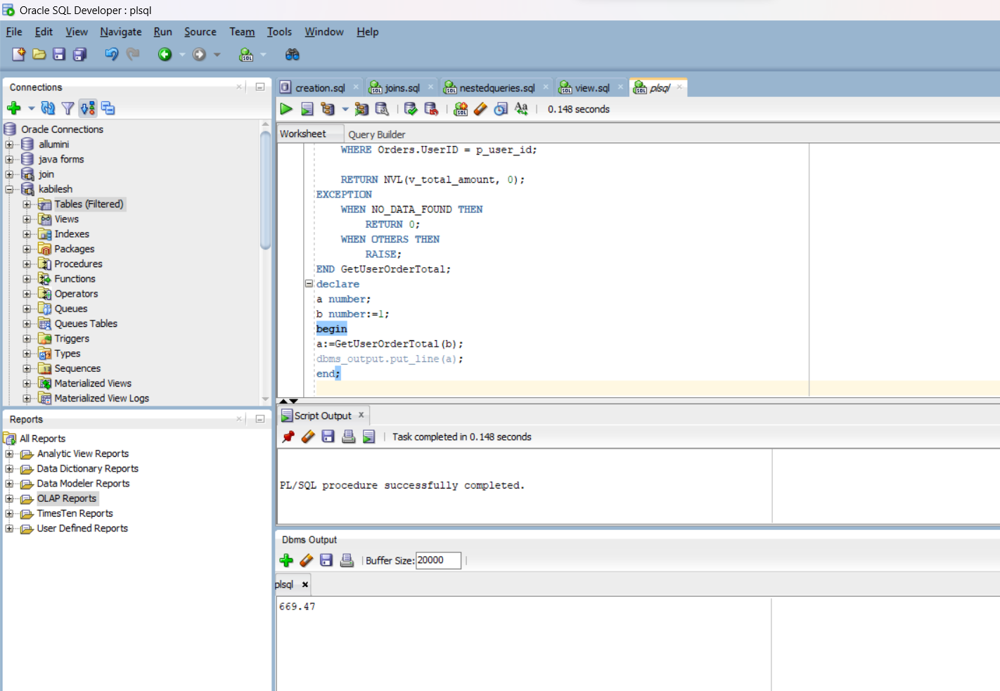 Oracle SQL Developer : plsql
File Edit View Navigate Run Source Team Tools Window Help
Connections
Oracle Connections
allumini
java forms
join
kabilesh
Tables (Filtered)
Views
Indexes
Packages
Procedures
Functions
Operators
Queues
Queues Tables
Triggers
Types
Sequences
Materialized Views
Materialized View Logs
Reports
All Reports
Analytic View Reports
Data Dictionary Reports
Data Modeler Reports
OLAP Reports
TimesTen Reports
User Defined Reports
creation.sql joins.sql nestedqueries.sql view.sql plsql
0.148 seconds
Worksheet Query Builder
WHERE Orders.UserID = p_user_id;
RETURN NVL(v_total_amount, 0);
EXCEPTION
WHEN NO_DATA_FOUND THEN
RETURN 0;
WHEN OTHERS THEN
RAISE;
END GetUserOrderTotal;
declare
a number;
b number:=1;
begin
a:=GetUserOrderTotal(b);
dbms_output.put_line(a);
end;
Script Output
Task completed in 0.148 seconds
PL/SQL procedure successfully completed.
Dbms Output
Buffer Size: 20000
plsql
669.47